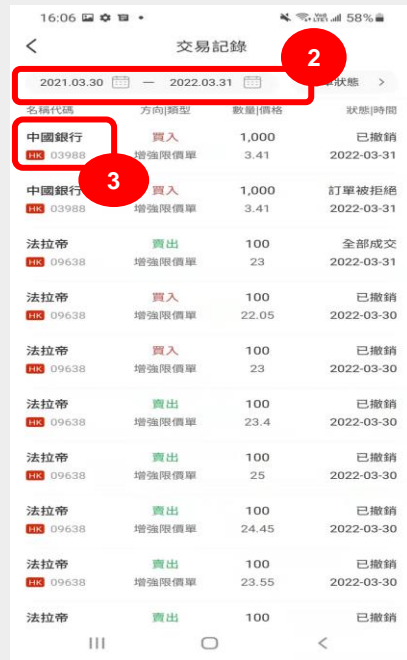 16:06 58%
交易記錄
2
2021.03.30 — 2022.03.31 狀態 >
名稱代碼 方向|類型 數量|價格 狀態|時間
中國銀行 買入 1,000 已撤銷
HK 03988 增強限價單 3.41 2022-03-31
3
中國銀行 買入 1,000 訂單被拒絕
HK 03988 增強限價單 3.41 2022-03-31
法拉帝 賣出 100 全部成交
HK 09638 增強限價單 23 2022-03-31
法拉帝 買入 100 已撤銷
HK 09638 增強限價單 22.05 2022-03-30
法拉帝 買入 100 已撤銷
HK 09638 增強限價單 23 2022-03-30
法拉帝 賣出 100 已撤銷
HK 09638 增強限價單 23.4 2022-03-30
法拉帝 賣出 100 已撤銷
HK 09638 增強限價單 25 2022-03-30
法拉帝 賣出 100 已撤銷
HK 09638 增強限價單 24.45 2022-03-30
法拉帝 賣出 100 已撤銷
HK 09638 增強限價單 23.55 2022-03-30
法拉帝 賣出 100 已撤銷